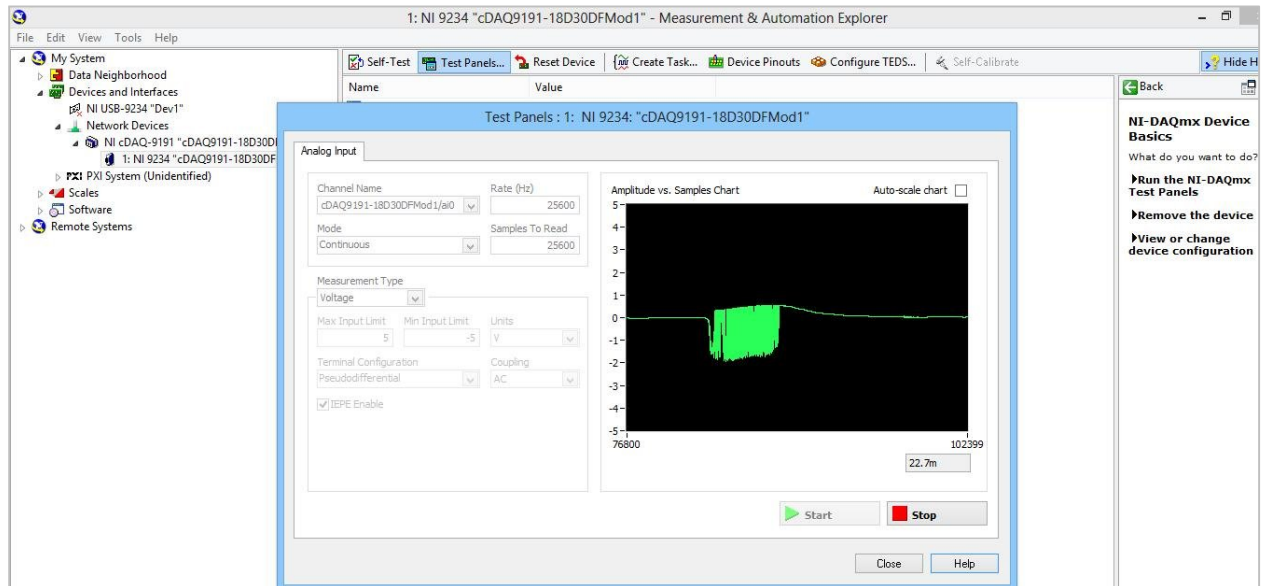 1: NI 9234 "cDAQ9191-18D30DFMod1" - Measurement & Automation Explorer
File Edit View Tools Help
My System
Data Neighborhood
Devices and Interfaces
NI USB-9234 "Dev1"
Network Devices
NI cDAQ-9191 "cDAQ9191-18D30D
1: NI 9234 "cDAQ9191-18D30DF
PXI PXI System (Unidentified)
Scales
Software
Remote Systems
Self-Test Test Panels... Reset Device Create Task... Device Pinouts Configure TEDS... Self-Calibrate Hide H
Name Value
Back
NI-DAQmx Device
Basics
What do you want to do?
Run the NI-DAQmx
Test Panels
Remove the device
View or change
device configuration
Test Panels : 1: NI 9234: "cDAQ9191-18D30DFMod1"
Analog Input
Channel Name Rate (Hz)
cDAQ9191-18D30DFMod1/ai0 25600
Mode Samples To Read
Continuous 25600
Measurement Type
Voltage
Max Input Limit Min Input Limit Units
5 -5 V
Terminal Configuration Coupling
Pseudodifferential AC
IEPE Enable
Amplitude vs. Samples Chart Auto-scale chart
5
4
3
2
1
0
-1
-2
-3
-4
-5
76800 102399
22.7m
Start Stop
Close Help